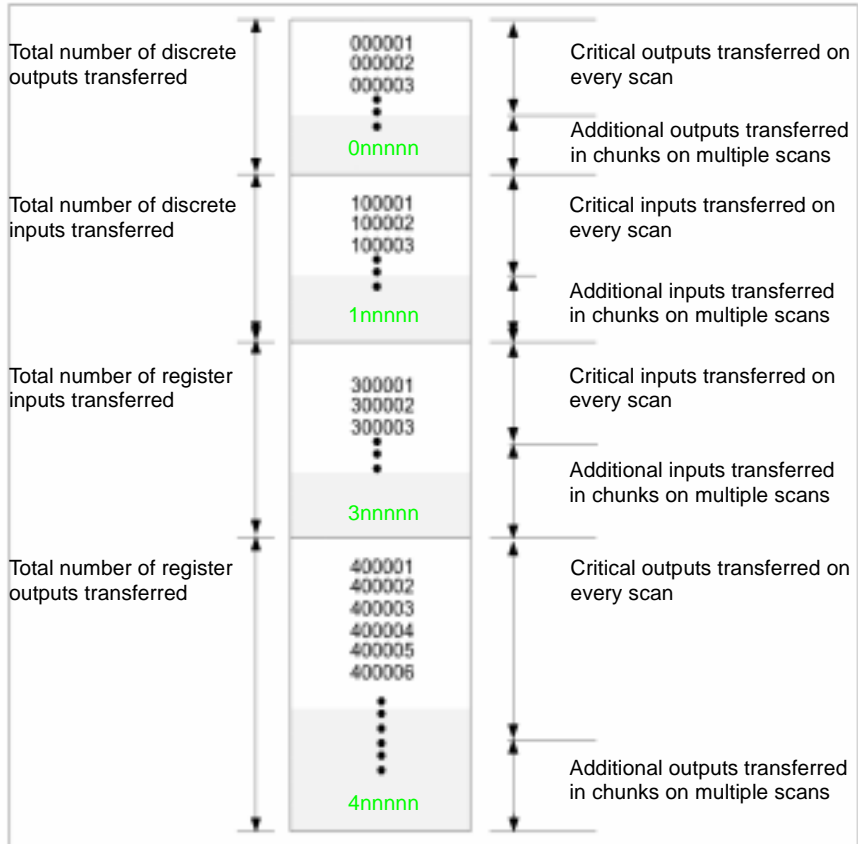 Total number of discrete
outputs transferred
000001
000002
000003
0nnnnn
Critical outputs transferred on
every scan
Additional outputs transferred
in chunks on multiple scans
Total number of discrete
inputs transferred
100001
100002
100003
1nnnnn
Critical inputs transferred on
every scan
Additional inputs transferred
in chunks on multiple scans
Total number of register
inputs transferred
300001
300002
300003
3nnnnn
Critical inputs transferred on
every scan
Additional inputs transferred
in chunks on multiple scans
Total number of register
outputs transferred
400001
400002
400003
400004
400005
400006
4nnnnn
Critical outputs transferred on
every scan
Additional outputs transferred
in chunks on multiple scans